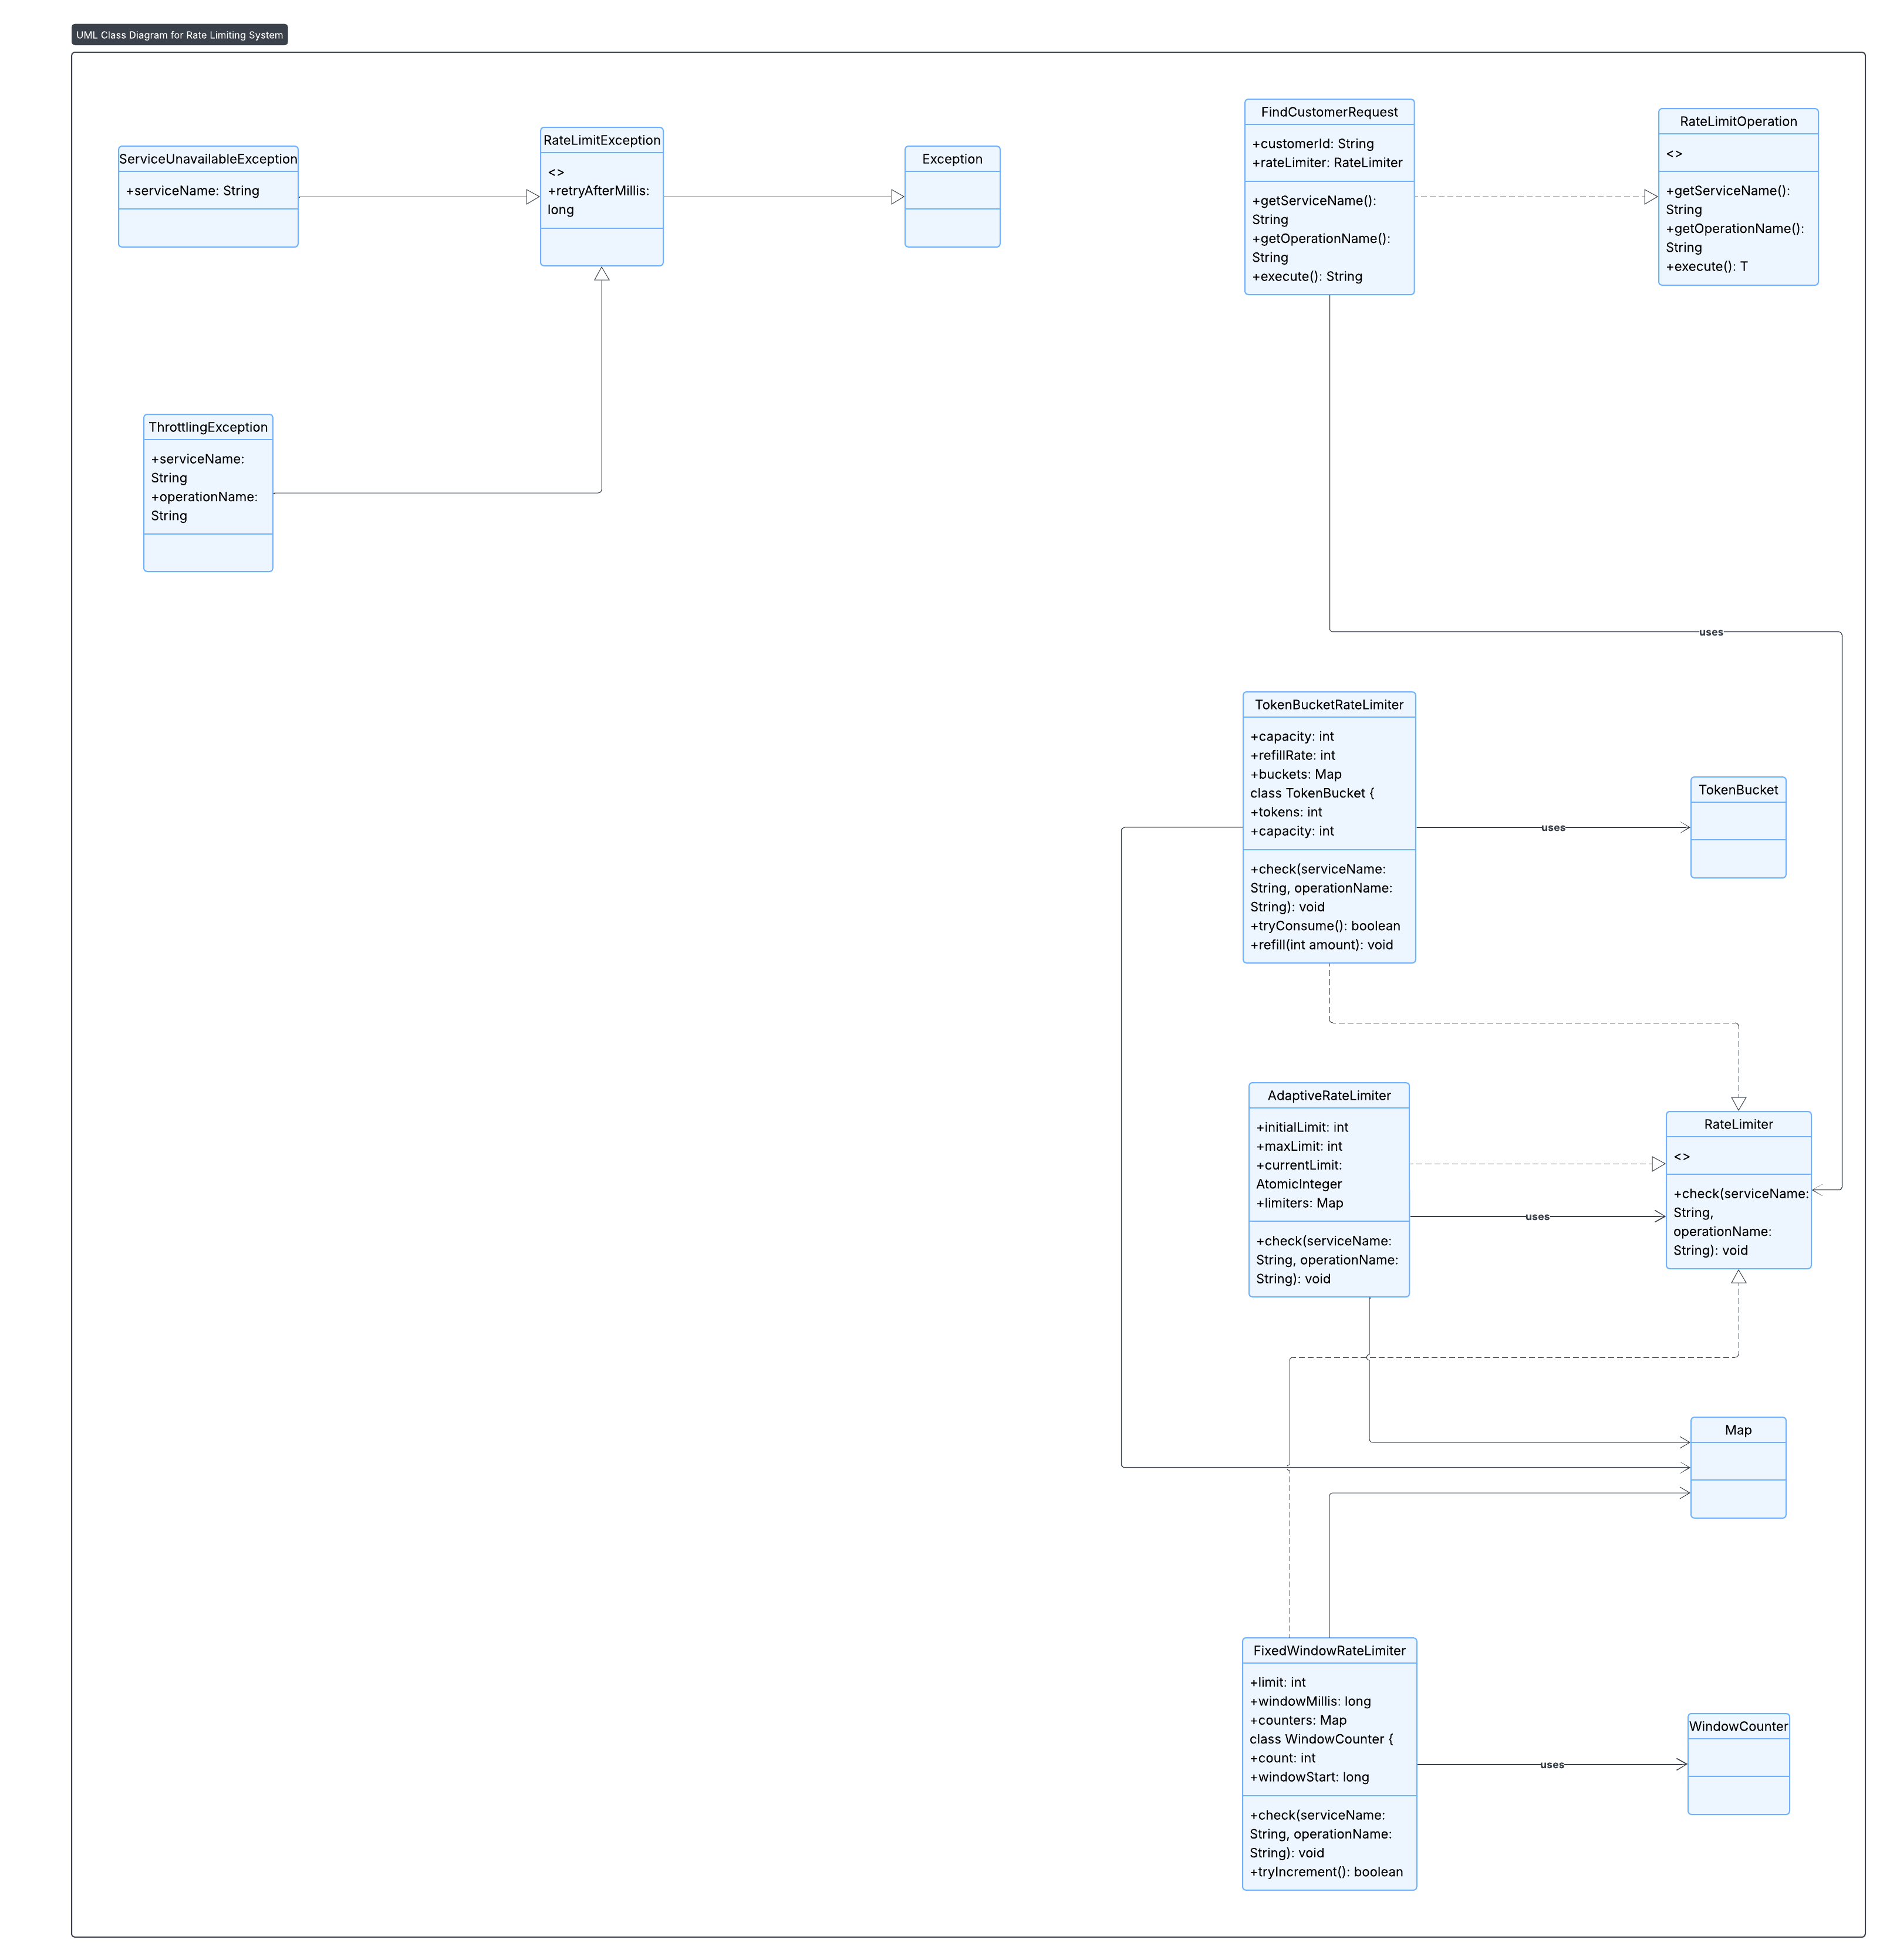 UML Class Diagram for Rate Limiting System
ServiceUnavailableException
+serviceName: String
RateLimitException
<>
+retryAfterMillis:
long
Exception
FindCustomerRequest
+customerId: String
+rateLimiter: RateLimiter
+getServiceName():
String
+getOperationName():
String
+execute(): String
RateLimitOperation
<>
+getServiceName():
String
+getOperationName():
String
+execute(): T
ThrottlingException
+serviceName:
String
+operationName:
String
uses
TokenBucketRateLimiter
+capacity: int
+refillRate: int
+buckets: Map
class TokenBucket {
+tokens: int
+capacity: int
+check(serviceName:
String, operationName:
String): void
+tryConsume(): boolean
+refill(int amount): void
uses
TokenBucket
AdaptiveRateLimiter
+initialLimit: int
+maxLimit: int
+currentLimit:
AtomicInteger
+limiters: Map
+check(serviceName:
String, operationName:
String): void
uses
RateLimiter
<>
+check(serviceName:
String,
operationName:
String): void
Map
FixedWindowRateLimiter
+limit: int
+windowMillis: long
+counters: Map
class WindowCounter {
+count: int
+windowStart: long
+check(serviceName:
String, operationName:
String): void
+tryIncrement(): boolean
uses
WindowCounter